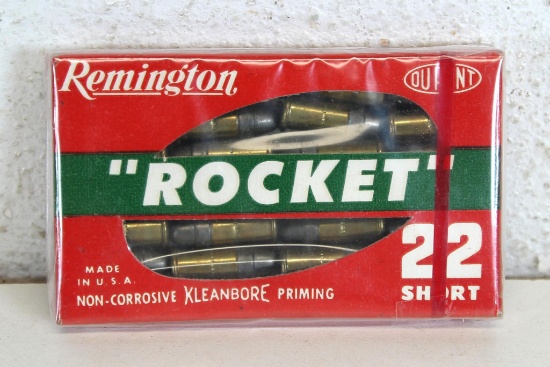 Remington
DU PONT
"ROCKET"
22
SHORT
MADE
IN U.S.A.
NON-CORROSIVE KLEANBORE PRIMING